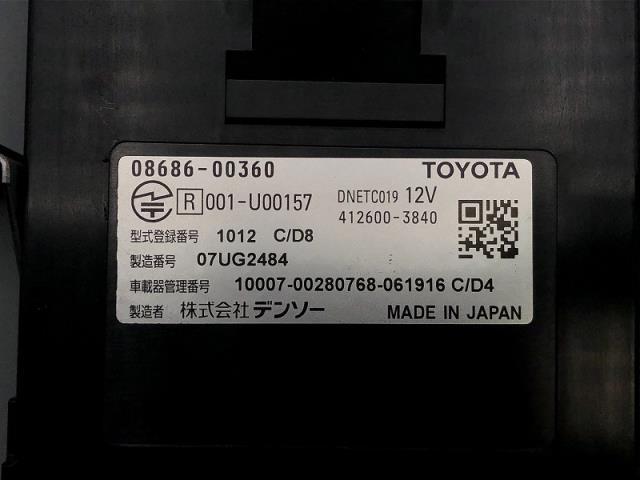 08686-00360 TOYOTA
R 001-U00157 DNETC019 12V
412600-3840
型式登録番号 1012 C/D8
製造番号 07UG2484
車載器管理番号 10007-00280768-061916 C/D4
製造者 株式会社 デンソー MADE IN JAPAN